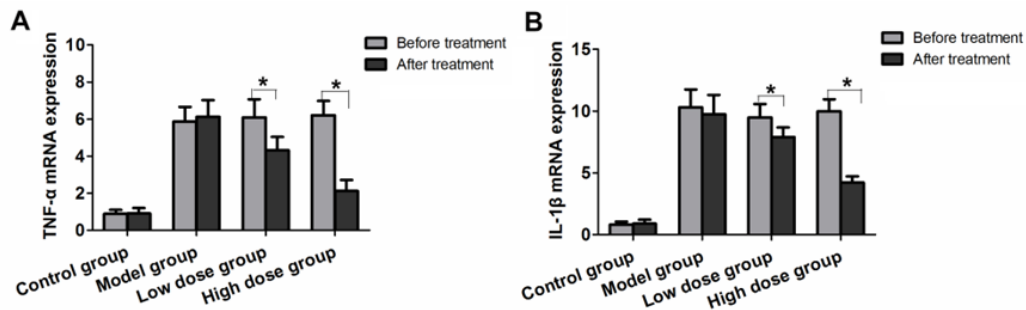 A
TNF-α mRNA expression
10
8
6
4
2
0
Before treatment
After treatment
*
*
Control group
Model group
Low dose group
High dose group
B
IL-1β mRNA expression
15
10
5
0
Before treatment
After treatment
*
*
Control group
Model group
Low dose group
High dose group